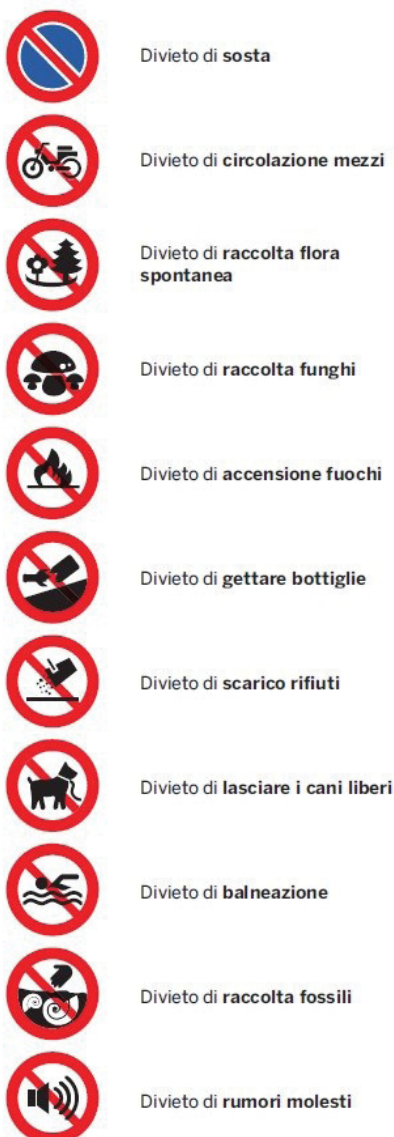 Divieto di sosta
Divieto di circolazione mezzi
Divieto di raccolta flora
spontanea
Divieto di raccolta funghi
Divieto di accensione fuochi
Divieto di gettare bottiglie
Divieto di scarico rifiuti
Divieto di lasciare i cani liberi
Divieto di balneazione
Divieto di raccolta fossili
Divieto di rumori molesti